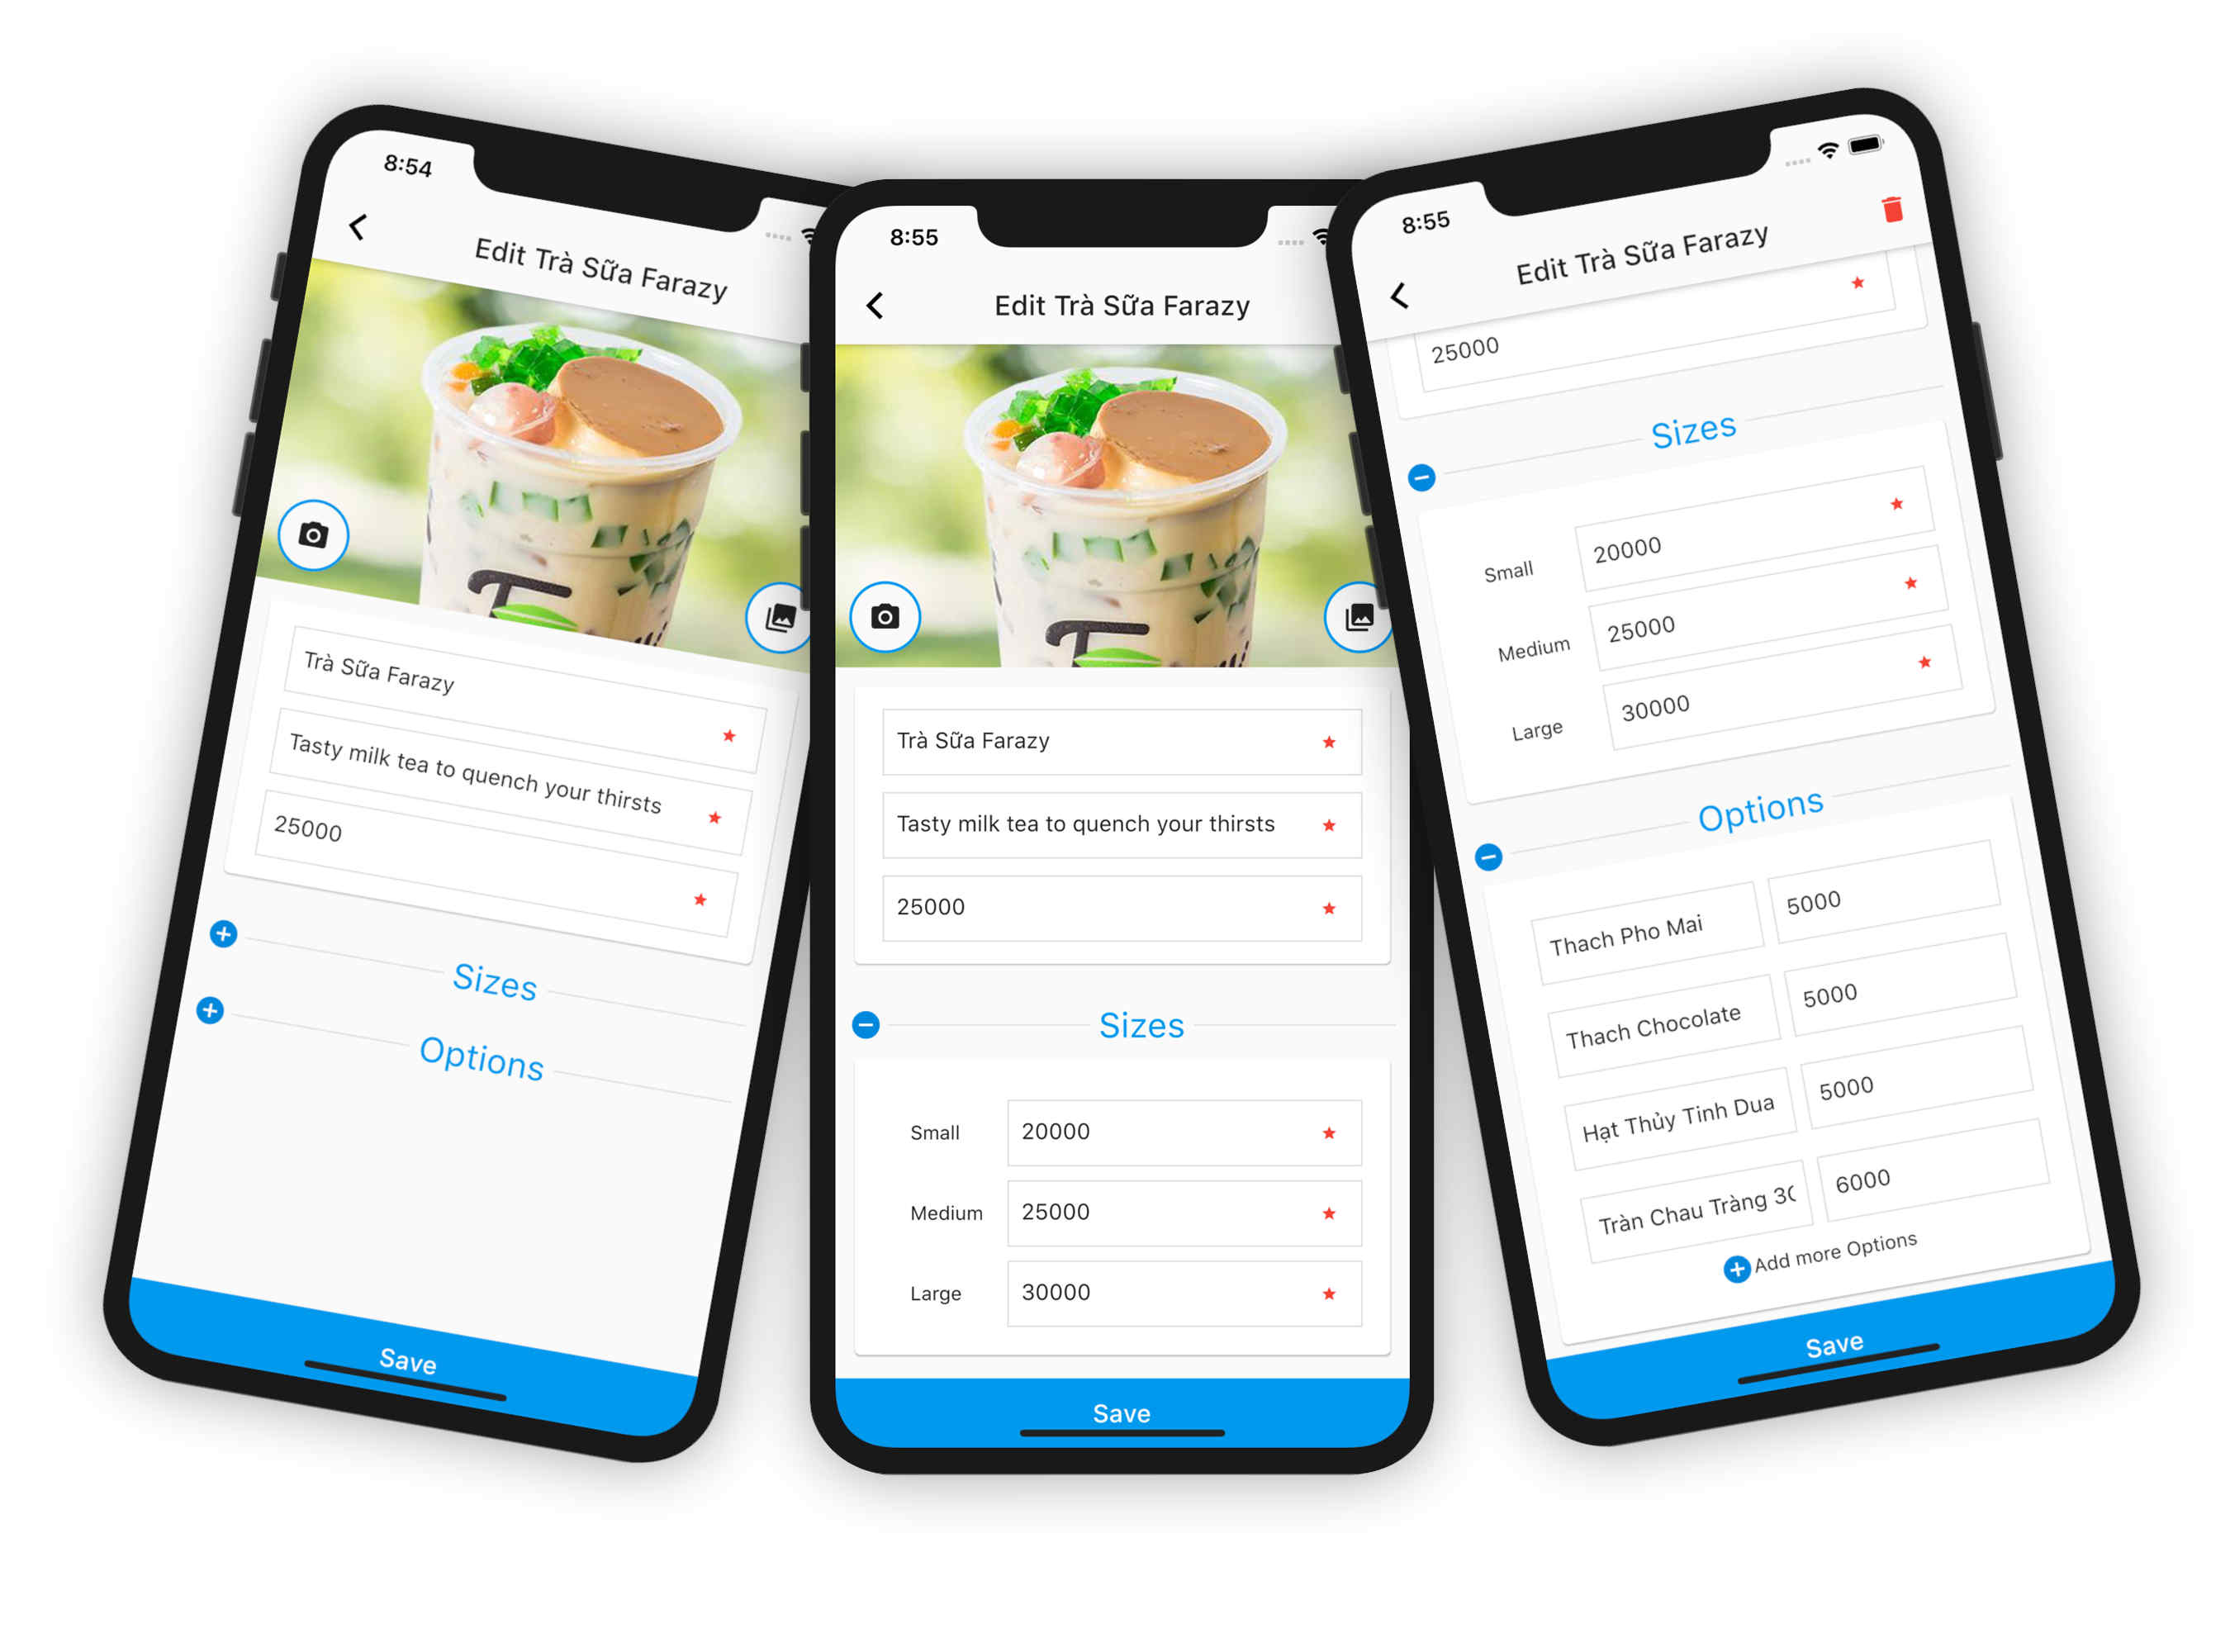 8:54
Edit Trà Sữa Farazy
Trà Sữa Farazy
Tasty milk tea to quench your thirsts
25000
Sizes
Options
Save
8:55
Edit Trà Sữa Farazy
Trà Sữa Farazy
Tasty milk tea to quench your thirsts
25000
Sizes
Small 20000
Medium 25000
Large 30000
Save
8:55
Edit Trà Sữa Farazy
25000
Sizes
Small 20000
Medium 25000
Large 30000
Options
Thach Pho Mai 5000
Thach Chocolate 5000
Hạt Thủy Tinh Dua 5000
Tràn Chau Tràng 6000
Add more Options
Save